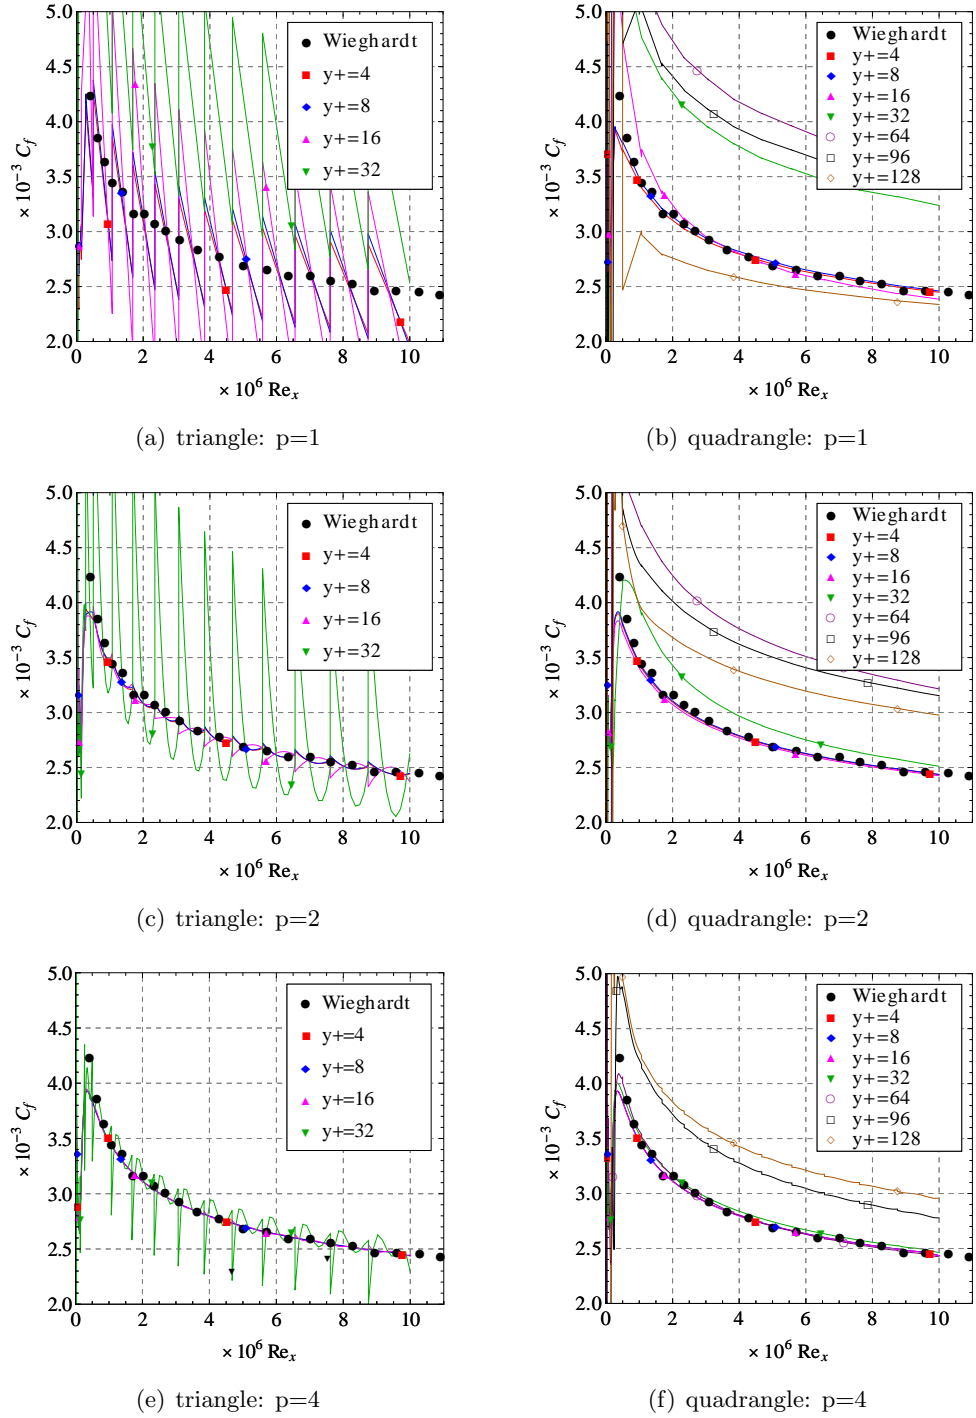 5.0
4.5
4.0
3.5
3.0
2.5
2.0
× 10⁻³ C_f
0 2 4 6 8 10
× 10⁶ Re_x
Wieghardt
y+=4
y+=8
y+=16
y+=32
(a) triangle: p=1
5.0
4.5
4.0
3.5
3.0
2.5
2.0
× 10⁻³ C_f
0 2 4 6 8 10
× 10⁶ Re_x
Wieghardt
y+=4
y+=8
y+=16
y+=32
y+=64
y+=96
y+=128
(b) quadrangle: p=1
5.0
4.5
4.0
3.5
3.0
2.5
2.0
× 10⁻³ C_f
0 2 4 6 8 10
× 10⁶ Re_x
Wieghardt
y+=4
y+=8
y+=16
y+=32
(c) triangle: p=2
5.0
4.5
4.0
3.5
3.0
2.5
2.0
× 10⁻³ C_f
0 2 4 6 8 10
× 10⁶ Re_x
Wieghardt
y+=4
y+=8
y+=16
y+=32
y+=64
y+=96
y+=128
(d) quadrangle: p=2
5.0
4.5
4.0
3.5
3.0
2.5
2.0
× 10⁻³ C_f
0 2 4 6 8 10
× 10⁶ Re_x
Wieghardt
y+=4
y+=8
y+=16
y+=32
(e) triangle: p=4
5.0
4.5
4.0
3.5
3.0
2.5
2.0
× 10⁻³ C_f
0 2 4 6 8 10
× 10⁶ Re_x
Wieghardt
y+=4
y+=8
y+=16
y+=32
y+=64
y+=96
y+=128
(f) quadrangle: p=4